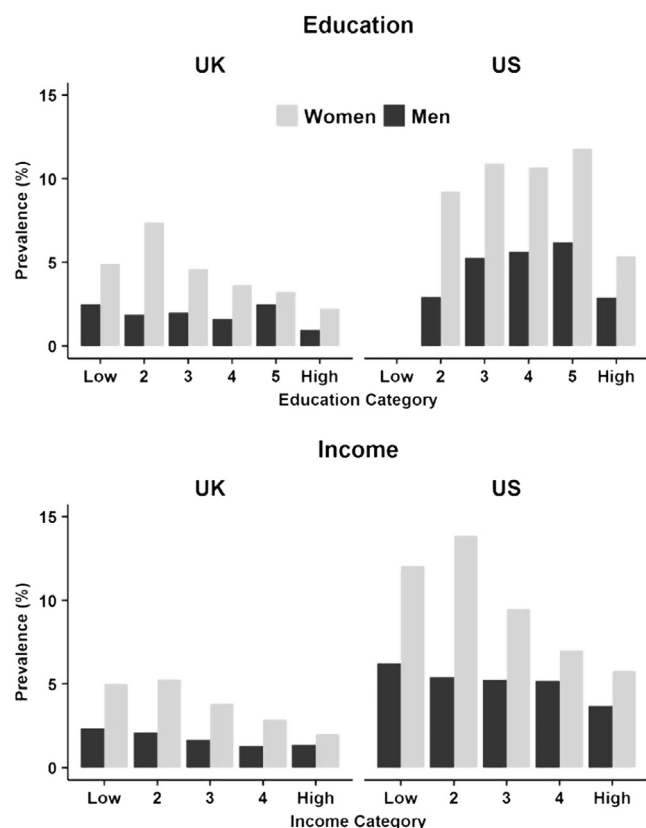 Education
UK US
15
Women Men
10
5
0
Prevalence (%)
Low 2 3 4 5 High Low 2 3 4 5 High
Education Category
Income
UK US
15
10
5
0
Prevalence (%)
Low 2 3 4 High Low 2 3 4 High
Income Category